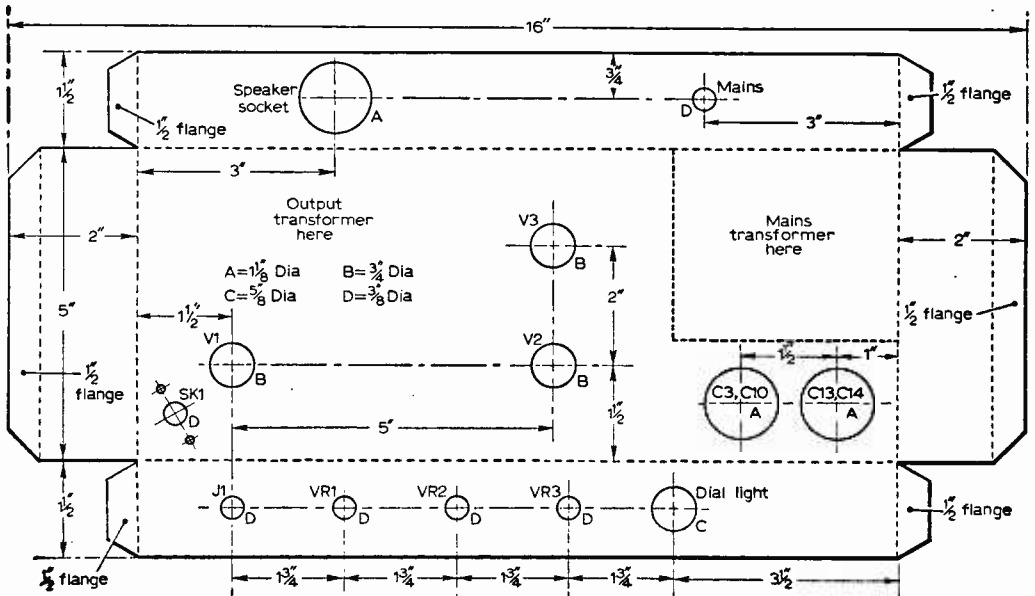 16"
1½"
Speaker
socket
A
¾"
Mains
D
½" flange
½" flange
3"
3"
Output
transformer
here
V3
B
Mains
transformer
here
2"
2"
A=1⅛" Dia B=¾" Dia
C=⅝" Dia D=⅜" Dia
5"
2"
1½"
½" flange
V1
B
V2
B
1½"
1"
½"
flange
SK1
D
C3,C10
A
C13,C14
A
5"
1½"
1½"
J1
D
VR1
D
VR2
D
VR3
D
Dial light
C
½" flange
½" flange
1¾"
1¾"
1¾"
1¾"
3½"